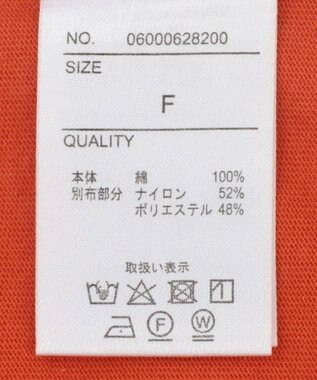 NO. 06000628200
SIZE
F
QUALITY
本体 綿 100%
別布部分 ナイロン 52%
ポリエステル 48%
取扱い表示
F W